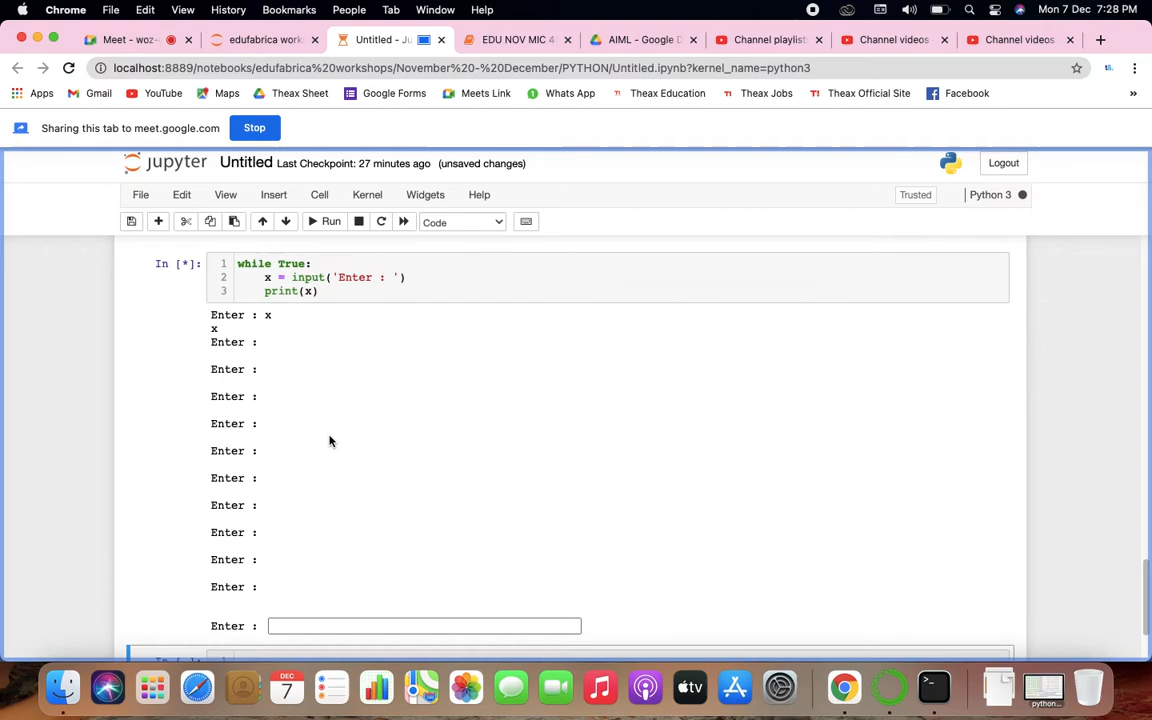 Chrome File Edit View History Bookmarks People Tab Window Help Mon 7 Dec 7:28 PM
Meet - woz- edufabrica work Untitled - Ju EDU NOV MIC 4 AIML - Google D Channel playlist Channel videos - Channel videos
localhost:8889/notebooks/edufabrica%20workshops/November%20-%20December/PYTHON/Untitled.ipynb?kernel_name=python3
Apps Gmail YouTube Maps Theax Sheet Google Forms Meets Link Whats App Theax Education Theax Jobs Theax Official Site Facebook »
Sharing this tab to meet.google.com Stop
jupyter Untitled Last Checkpoint: 27 minutes ago (unsaved changes) Logout
File Edit View Insert Cell Kernel Widgets Help Trusted Python 3
Run Code
In [*]: 1 while True:
2 x = input('Enter : ')
3 print(x)
Enter : x
x
Enter :
Enter :
Enter :
Enter :
Enter :
Enter :
Enter :
Enter :
Enter :
Enter :
Enter :
DEC
7
tv
python...